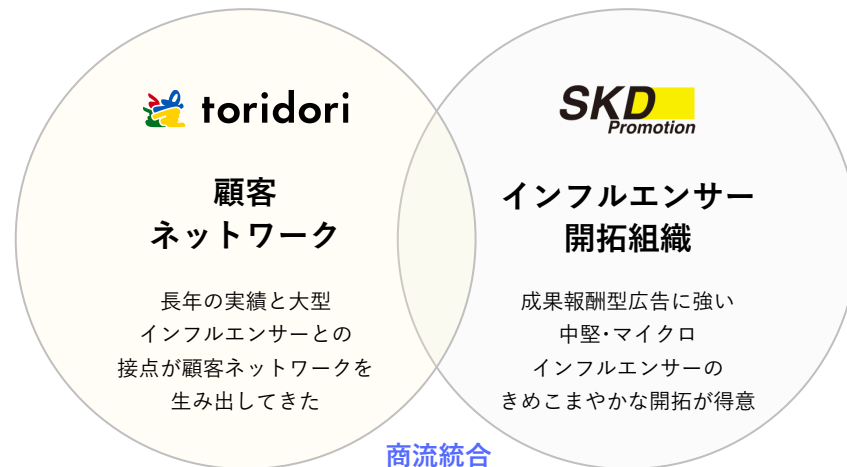 toridori
顧客
ネットワーク
長年の実績と大型
インフルエンサーとの
接点が顧客ネットワークを
生み出してきた
SKD
Promotion
インフルエンサー
開拓組織
成果報酬型広告に強い
中堅・マイクロ
インフルエンサーの
きめこまやかな開拓が得意
商流統合